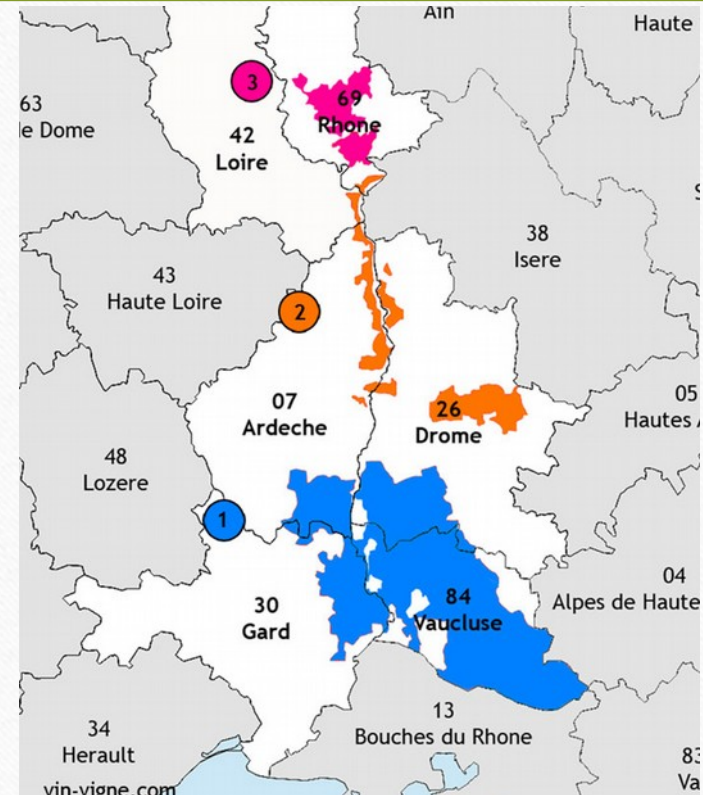 Ain
Haute
3
69
Rhone
63
le Dome
42
Loire
38
Isere
43
Haute Loire
2
05
Hautes
07
Ardeche
26
Drome
48
Lozere
1
04
Alpes de Haute
30
Gard
84
Vaucluse
13
Bouches du Rhone
34
Herault
83
Va
vin-vigne.com